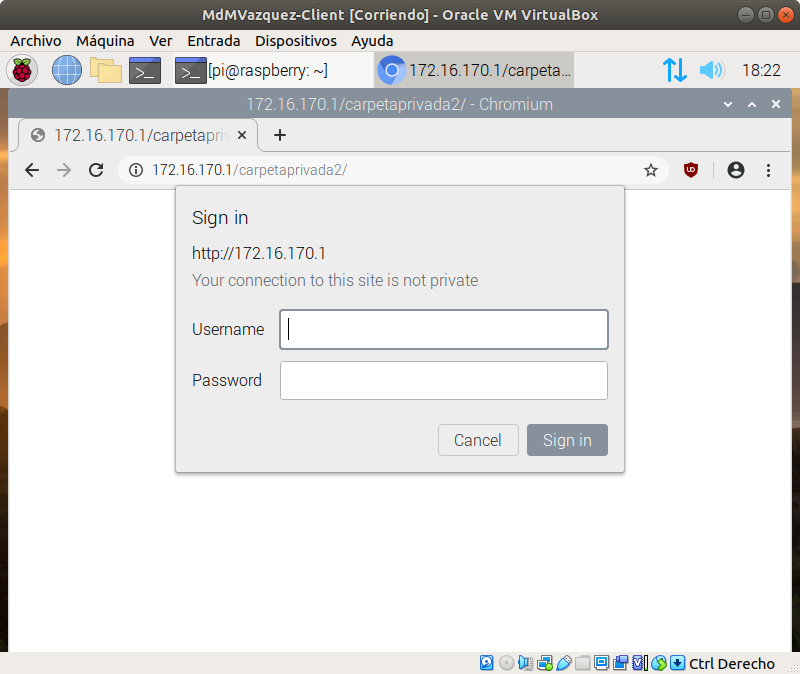 MdMVazquez-Client [Corriendo] - Oracle VM VirtualBox
Archivo Máquina Ver Entrada Dispositivos Ayuda
[pi@raspberry: ~] 172.16.170.1/carpeta... 18:22
172.16.170.1/carpetaprivada2/ - Chromium
172.16.170.1/carpetapriv
172.16.170.1/carpetaprivada2/
Sign in
http://172.16.170.1
Your connection to this site is not private
Username
Password
Cancel Sign in
Ctrl Derecho